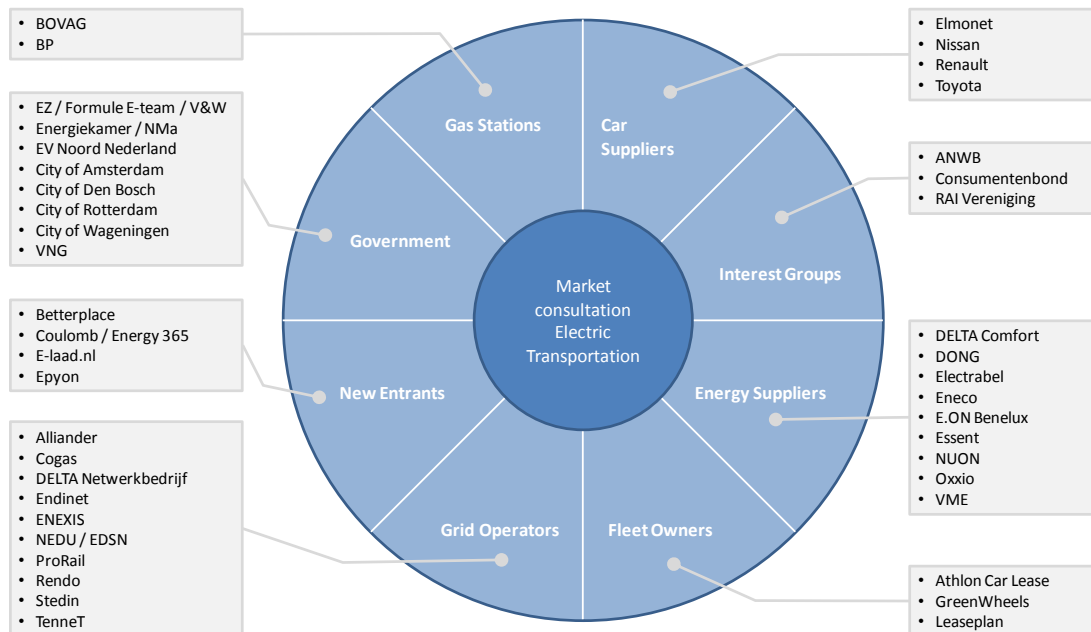 BOVAG
BP
EZ / Formule E-team / V&W
Energiekamer / NMa
EV Noord Nederland
City of Amsterdam
City of Den Bosch
City of Rotterdam
City of Wageningen
VNG
Betterplace
Coulomb / Energy 365
E-laad.nl
Epyon
Alliander
Cogas
DELTA Netwerkbedrijf
Endinet
ENEXIS
NEDU / EDSN
ProRail
Rendo
Stedin
TenneT
Gas Stations
Car
Suppliers
Government
Interest Groups
Market
consultation
Electric
Transportation
New Entrants
Energy Suppliers
Grid Operators
Fleet Owners
Elmonet
Nissan
Renault
Toyota
ANWB
Consumentenbond
RAI Vereniging
DELTA Comfort
DONG
Electrabel
Eneco
E.ON Benelux
Essent
NUON
Oxxio
VME
Athlon Car Lease
GreenWheels
Leaseplan